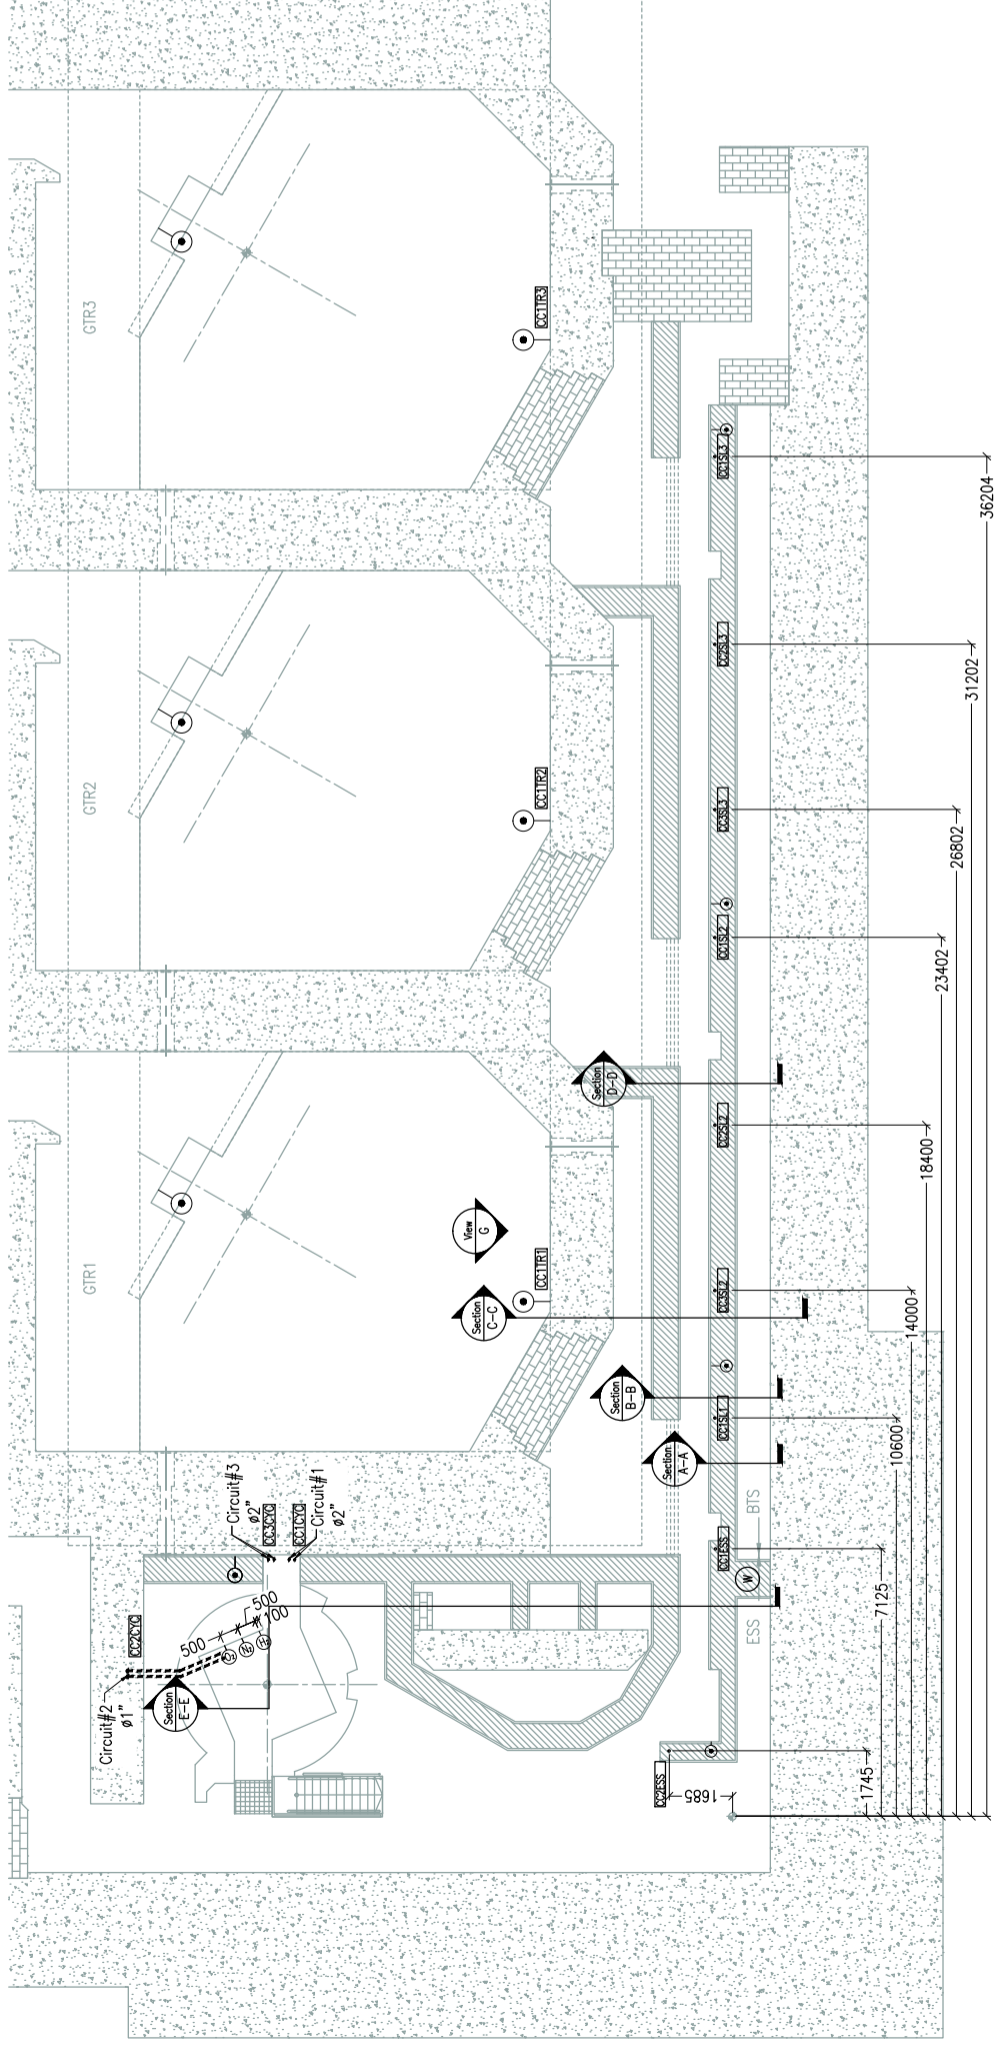 GTR3
CC1TR3
CC1SL3
36204
GTR2
CC1TR2
CC2SL3
31202
CC3SL3
26802
CC1SL2
23402
Section
D-D
CC2SL2
18400
GTR1
View
G
CC1TR1
Section
C-C
CC3SL2
14000
Section
B-B
CC1SL1
10600
Section
A-A
Circuit#3
ø2"
CC3CYC
CC1CYC
Circuit#1
ø2"
BTS
CC1ESS
W
ESS
7125
CC2CYC
500
500
100
O₂
N₂
H₂
Circuit#2
ø1"
Section
E-E
CC2ESS
1685
1745